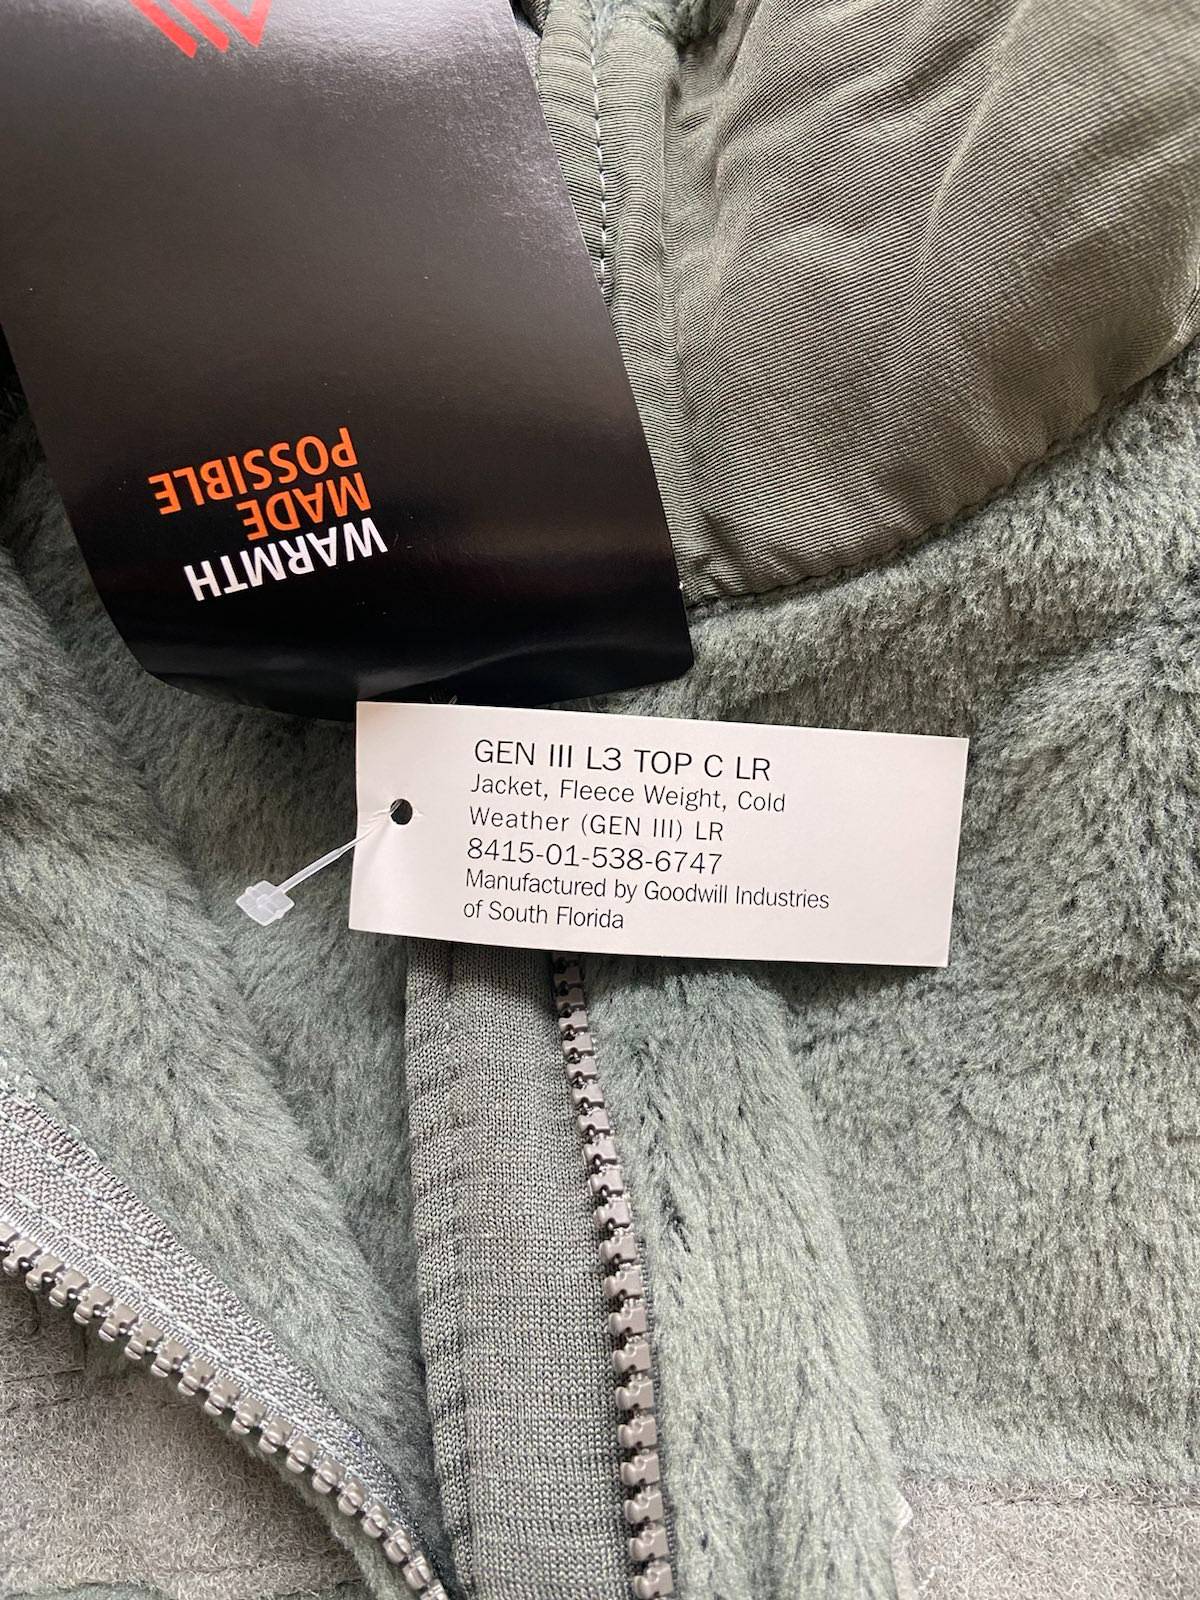 WARMTH
MADE
POSSIBLE
GEN III L3 TOP C LR
Jacket, Fleece Weight, Cold
Weather (GEN III) LR
8415-01-538-6747
Manufactured by Goodwill Industries
of South Florida